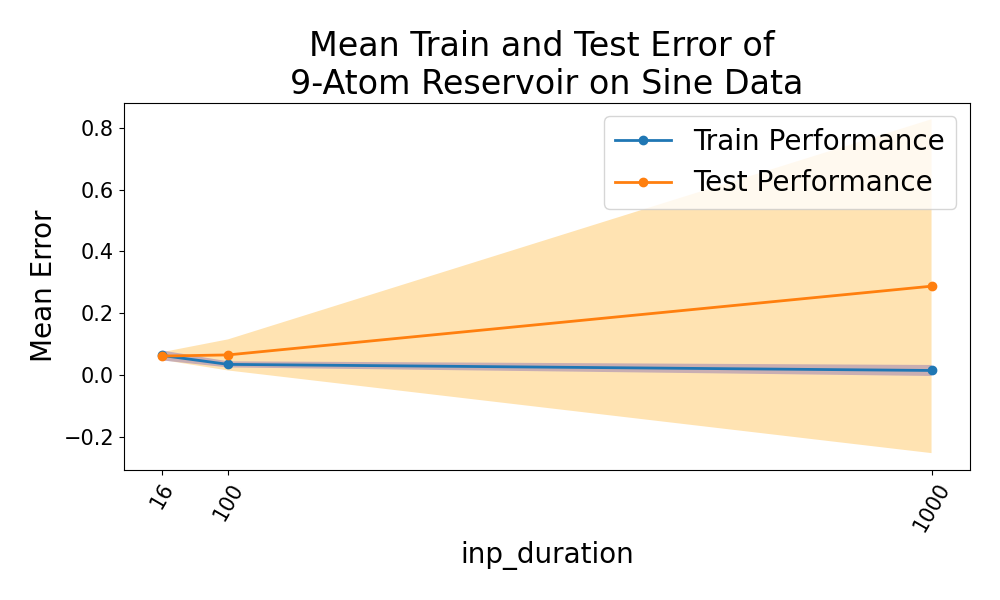 Mean Train and Test Error of
9-Atom Reservoir on Sine Data
Train Performance
Test Performance
Mean Error
0.8
0.6
0.4
0.2
0.0
−0.2
16
100
1000
inp_duration